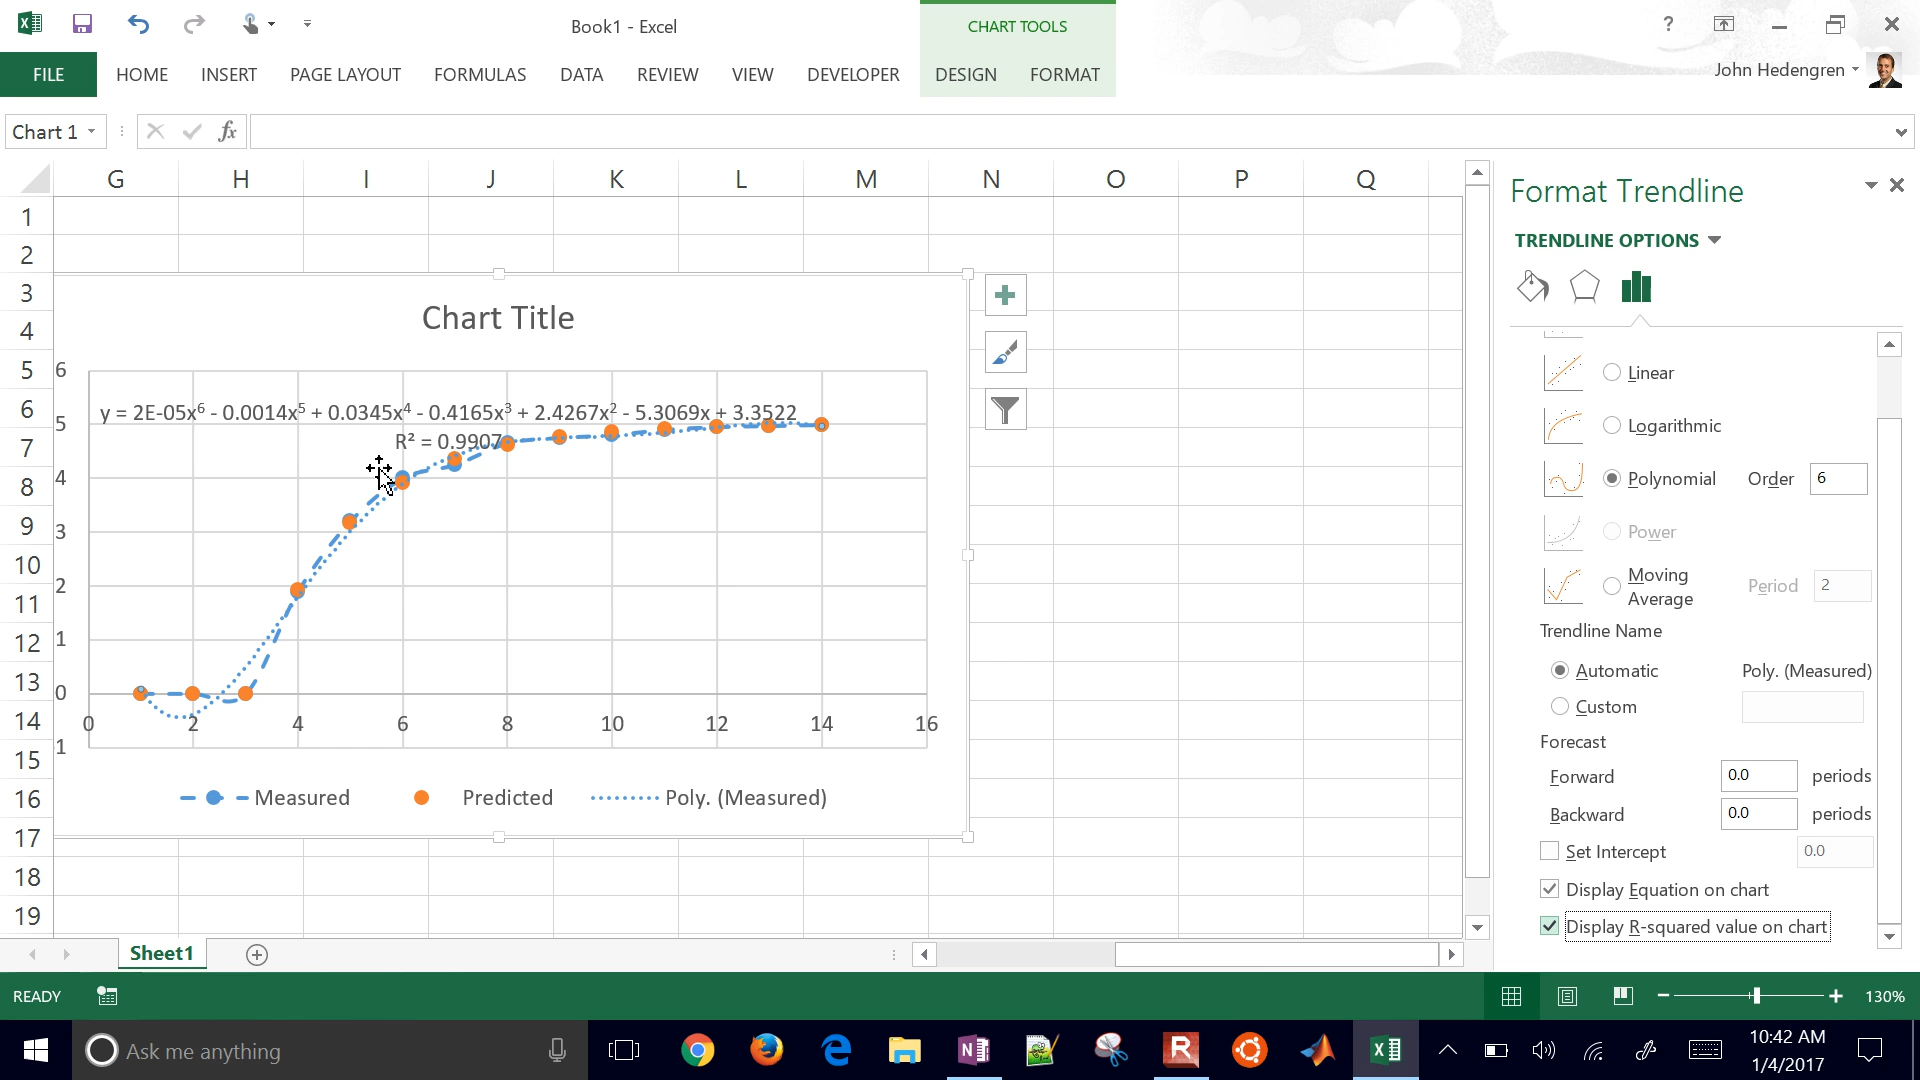 Book1 - Excel
CHART TOOLS
?
FILE HOME INSERT PAGE LAYOUT FORMULAS DATA REVIEW VIEW DEVELOPER DESIGN FORMAT
John Hedengren
Chart 1
fx
G H I J K L M N O P Q
1
2
3
4
5
6
7
8
9
10
11
12
13
14
15
16
17
18
19
Chart Title
6
5
4
3
2
1
0
1
y = 2E-05x⁶ - 0.0014x⁵ + 0.0345x⁴ - 0.4165x³ + 2.4267x² - 5.3069x + 3.3522
R² = 0.9907
0 2 4 6 8 10 12 14 16
Measured Predicted Poly. (Measured)
Format Trendline
TRENDLINE OPTIONS
Linear
Logarithmic
Polynomial Order 6
Power
Moving
Average
Period 2
Trendline Name
Automatic Poly. (Measured)
Custom
Forecast
Forward 0.0 periods
Backward 0.0 periods
Set Intercept 0.0
Display Equation on chart
Display R-squared value on chart
Sheet1
READY
130%
Ask me anything
10:42 AM
1/4/2017